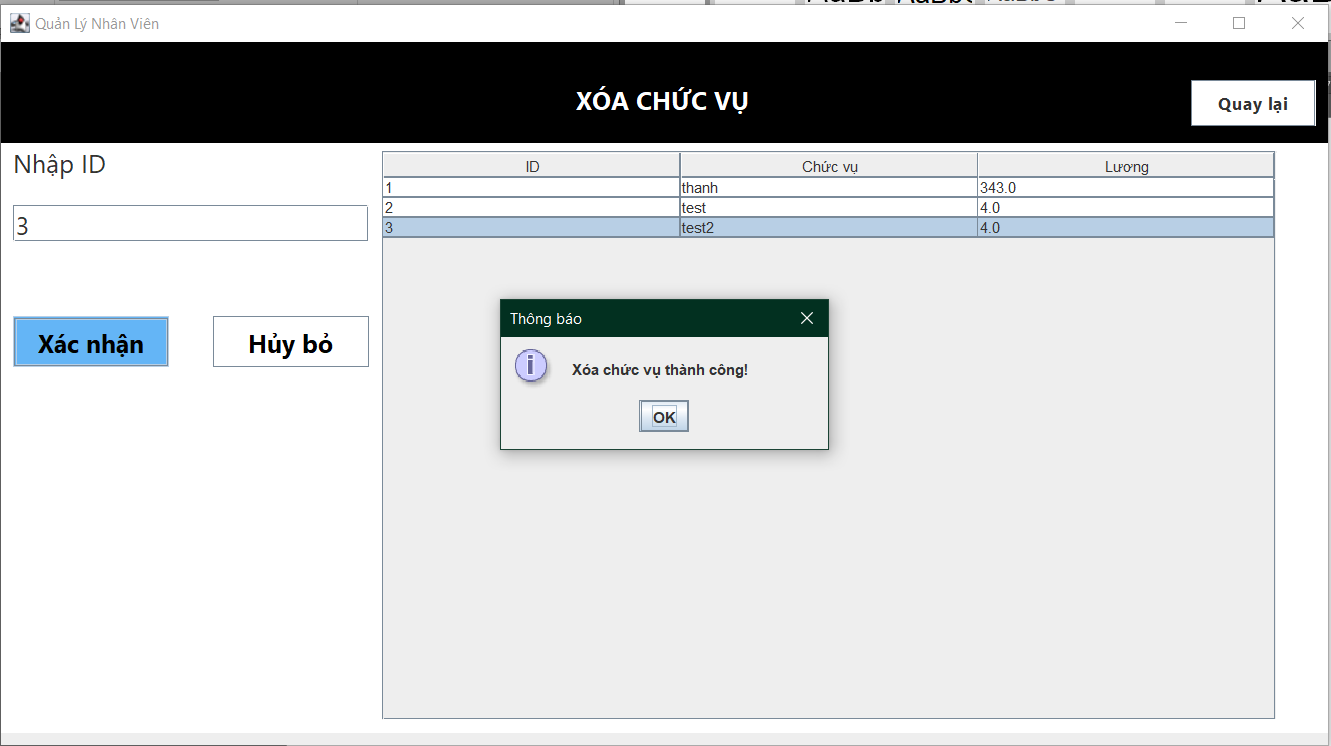 Quản Lý Nhân Viên
XÓA CHỨC VỤ
Quay lại
Nhập ID
3
Xác nhận
Hủy bỏ
ID Chức vụ Lương
1 thanh 343.0
2 test 4.0
3 test2 4.0
Thông báo
Xóa chức vụ thành công!
OK